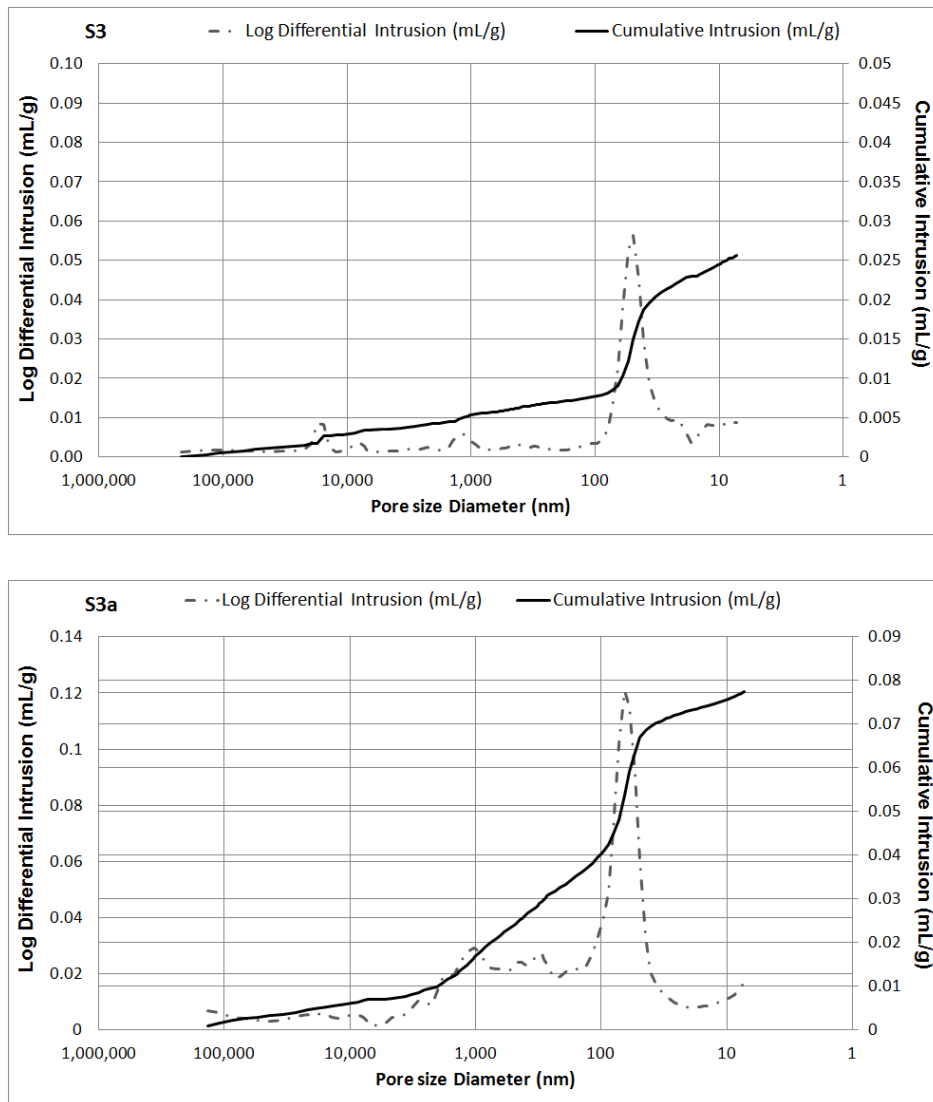 S3
Log Differential Intrusion (mL/g)
Cumulative Intrusion (mL/g)
Log Differential Intrusion (mL/g)
0.10
0.09
0.08
0.07
0.06
0.05
0.04
0.03
0.02
0.01
0.00
0.05
0.045
0.04
0.035
0.03
0.025
0.02
0.015
0.01
0.005
0
Cumulative Intrusion (mL/g)
1,000,000 100,000 10,000 1,000 100 10 1
Pore size Diameter (nm)
S3a
Log Differential Intrusion (mL/g)
Cumulative Intrusion (mL/g)
Log Differential Intrusion (mL/g)
0.14
0.12
0.1
0.08
0.06
0.04
0.02
0
0.09
0.08
0.07
0.06
0.05
0.04
0.03
0.02
0.01
0
Cumulative Intrusion (mL/g)
1,000,000 100,000 10,000 1,000 100 10 1
Pore size Diameter (nm)